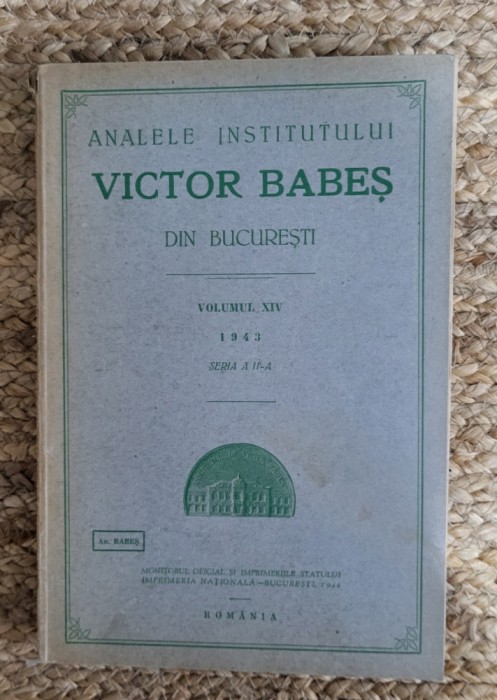 ANALELE INSTITUTULUI
VICTOR BABEȘ
DIN BUCUREȘTI
VOLUMUL XIV
1943
SERIA A II-A
An. BABEȘ
MONITORUL OFICIAL ȘI IMPRIMERIILE STATULUI
IMPRIMERIA NAȚIONALĂ—BUCUREȘTI, 1944
ROMÂNIA